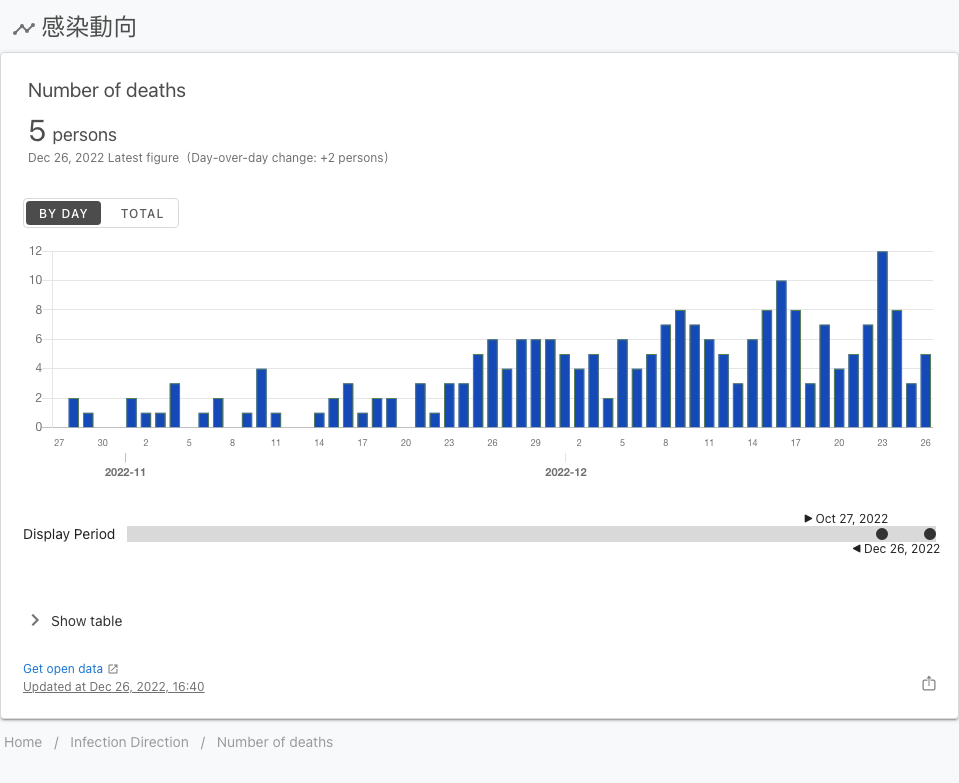 感染動向
Number of deaths
5 persons
Dec 26, 2022 Latest figure (Day-over-day change: +2 persons)
BY DAY TOTAL
12
10
8
6
4
2
0
27 30 2 5 8 11 14 17 20 23 26 29 2 5 8 11 14 17 20 23 26
2022-11 2022-12
Oct 27, 2022
Display Period
Dec 26, 2022
Show table
Get open data
Updated at Dec 26, 2022, 16:40
Home / Infection Direction / Number of deaths